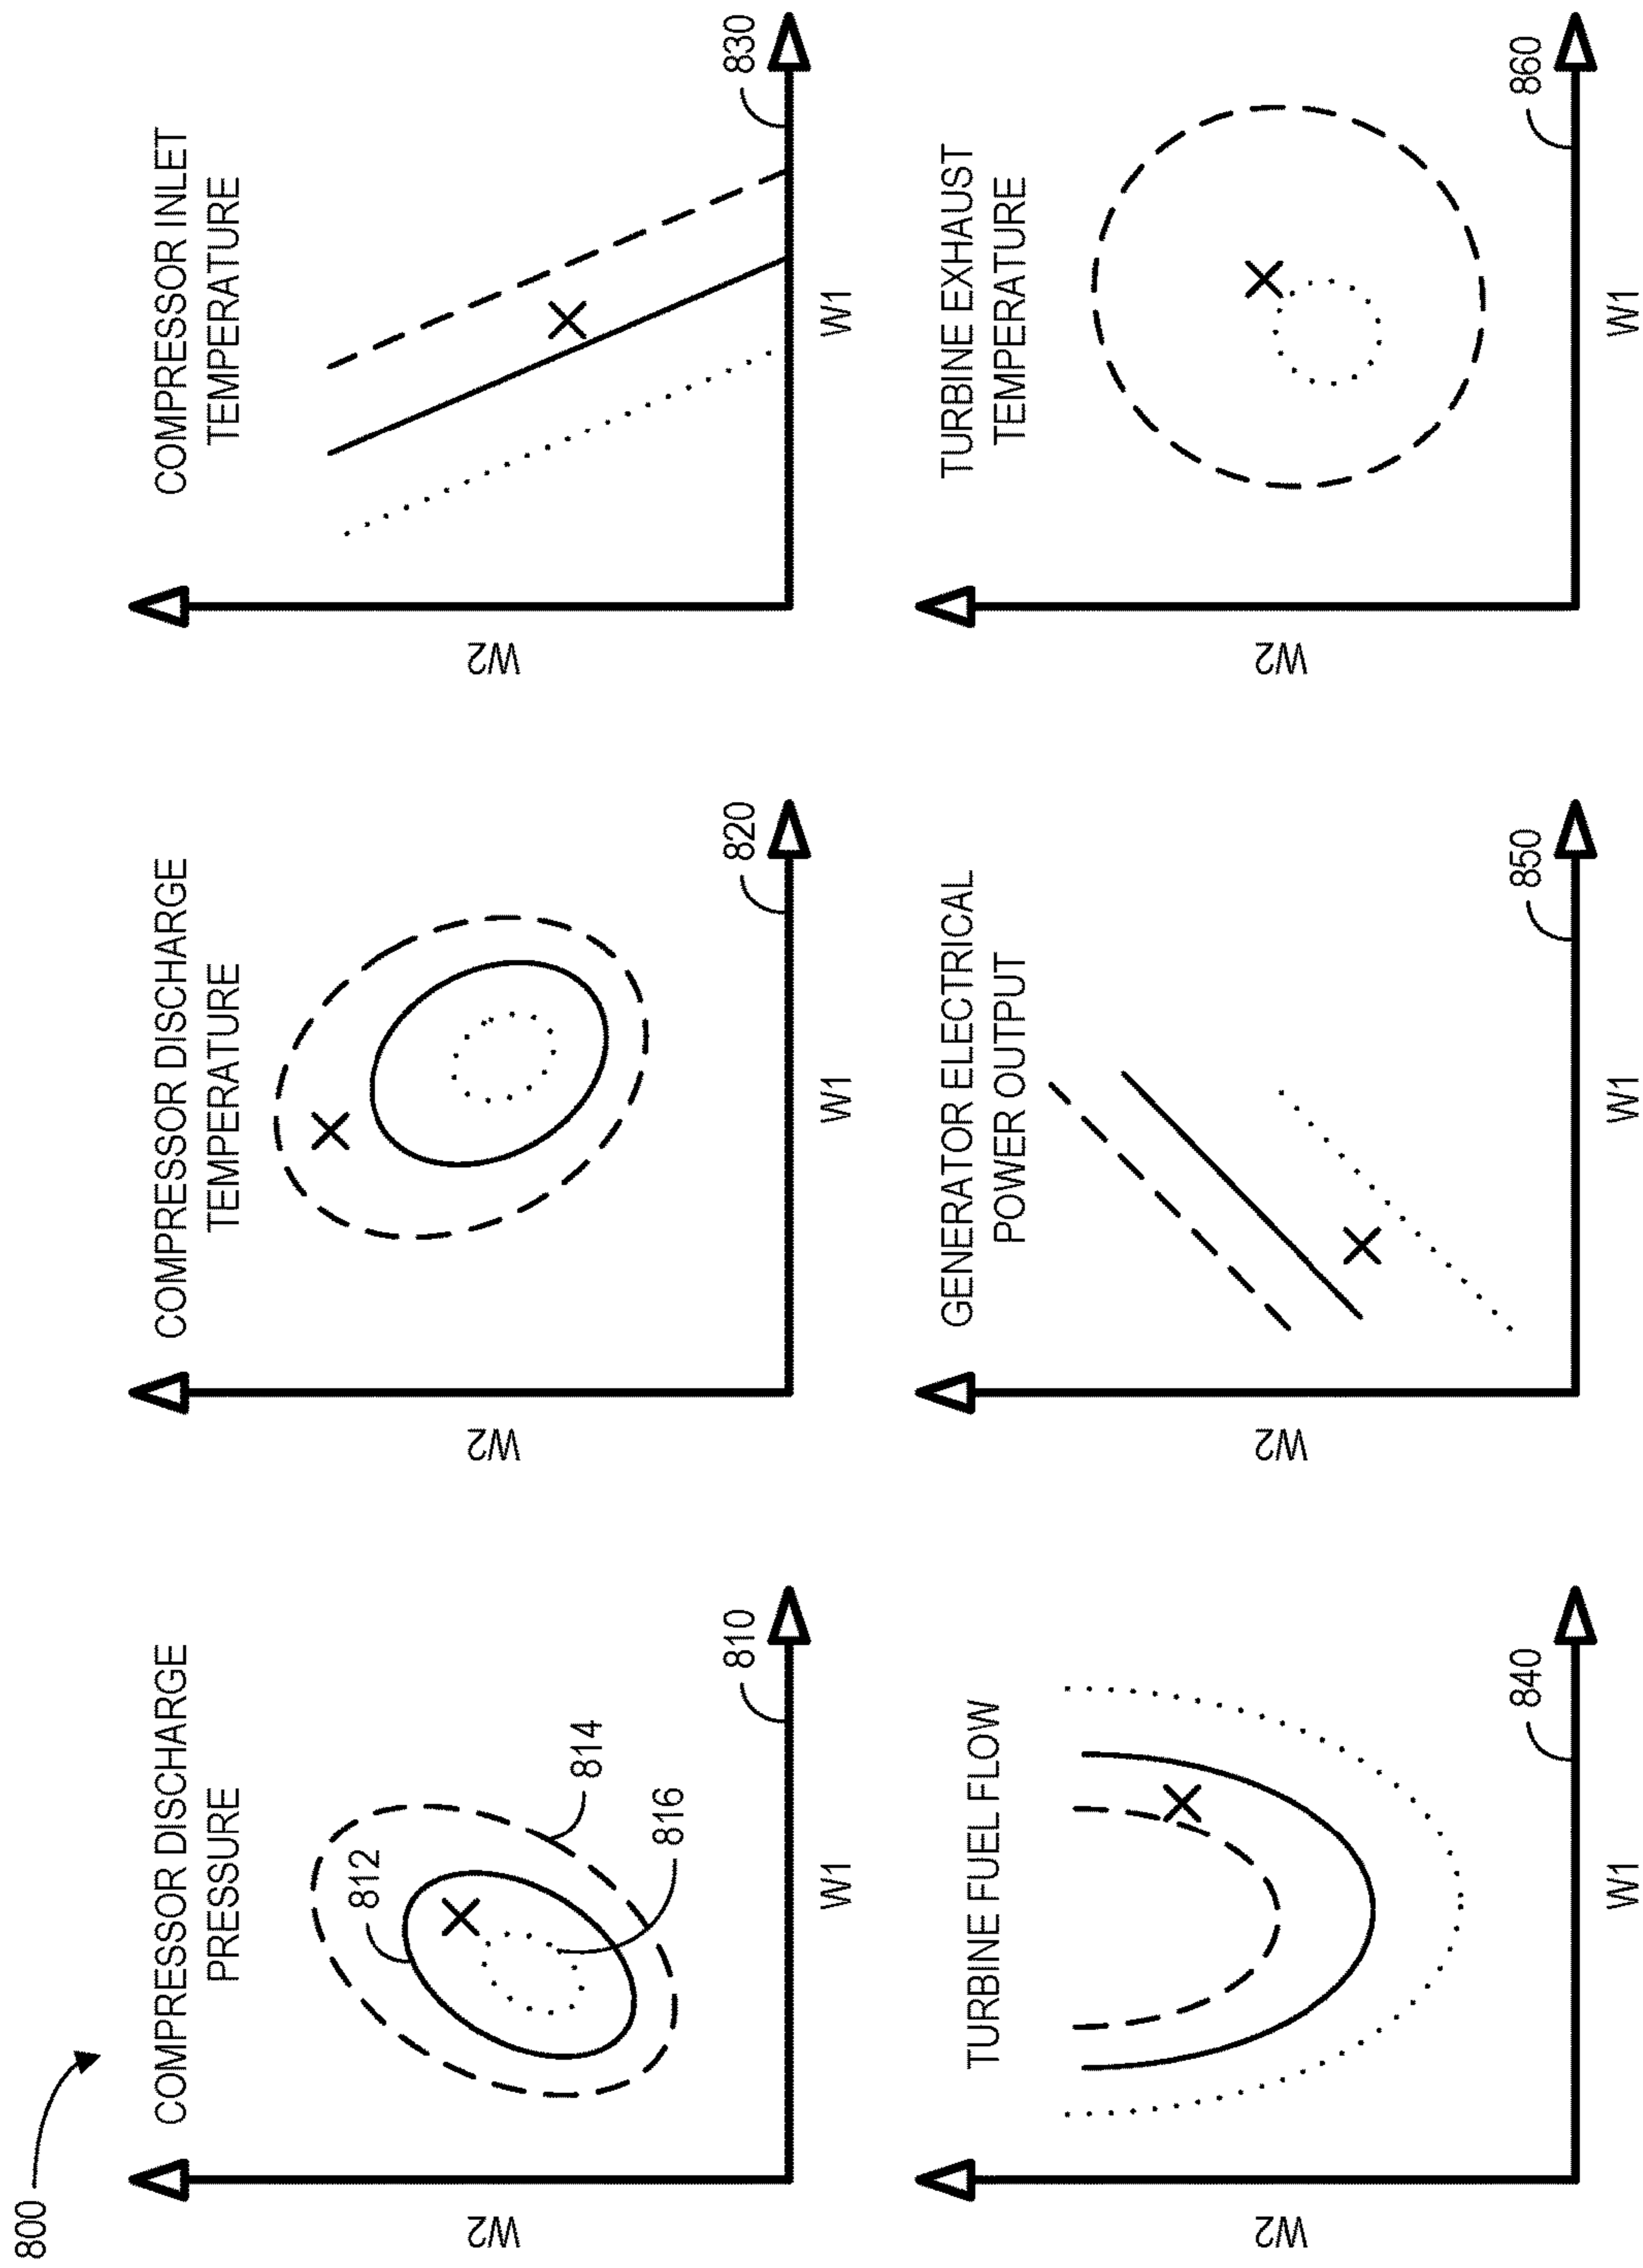 800
COMPRESSOR DISCHARGE
PRESSURE
W2
812
814
816
810
W1
COMPRESSOR DISCHARGE
TEMPERATURE
W2
820
W1
COMPRESSOR INLET
TEMPERATURE
W2
830
W1
TURBINE FUEL FLOW
W2
840
W1
GENERATOR ELECTRICAL
POWER OUTPUT
W2
850
W1
TURBINE EXHAUST
TEMPERATURE
W2
860
W1